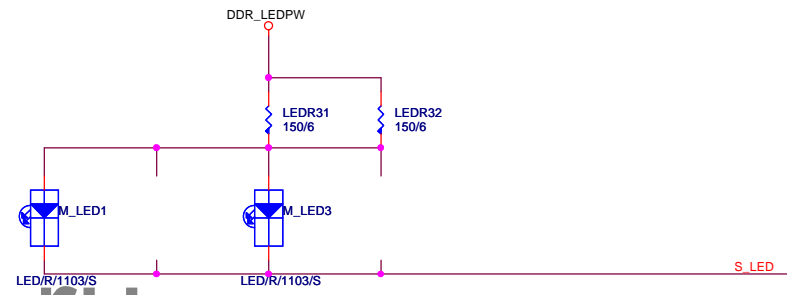 DDR_LEDPW
LEDR31
150/6
LEDR32
150/6
M_LED1
M_LED3
S_LED
LED/R/1103/S
LED/R/1103/S